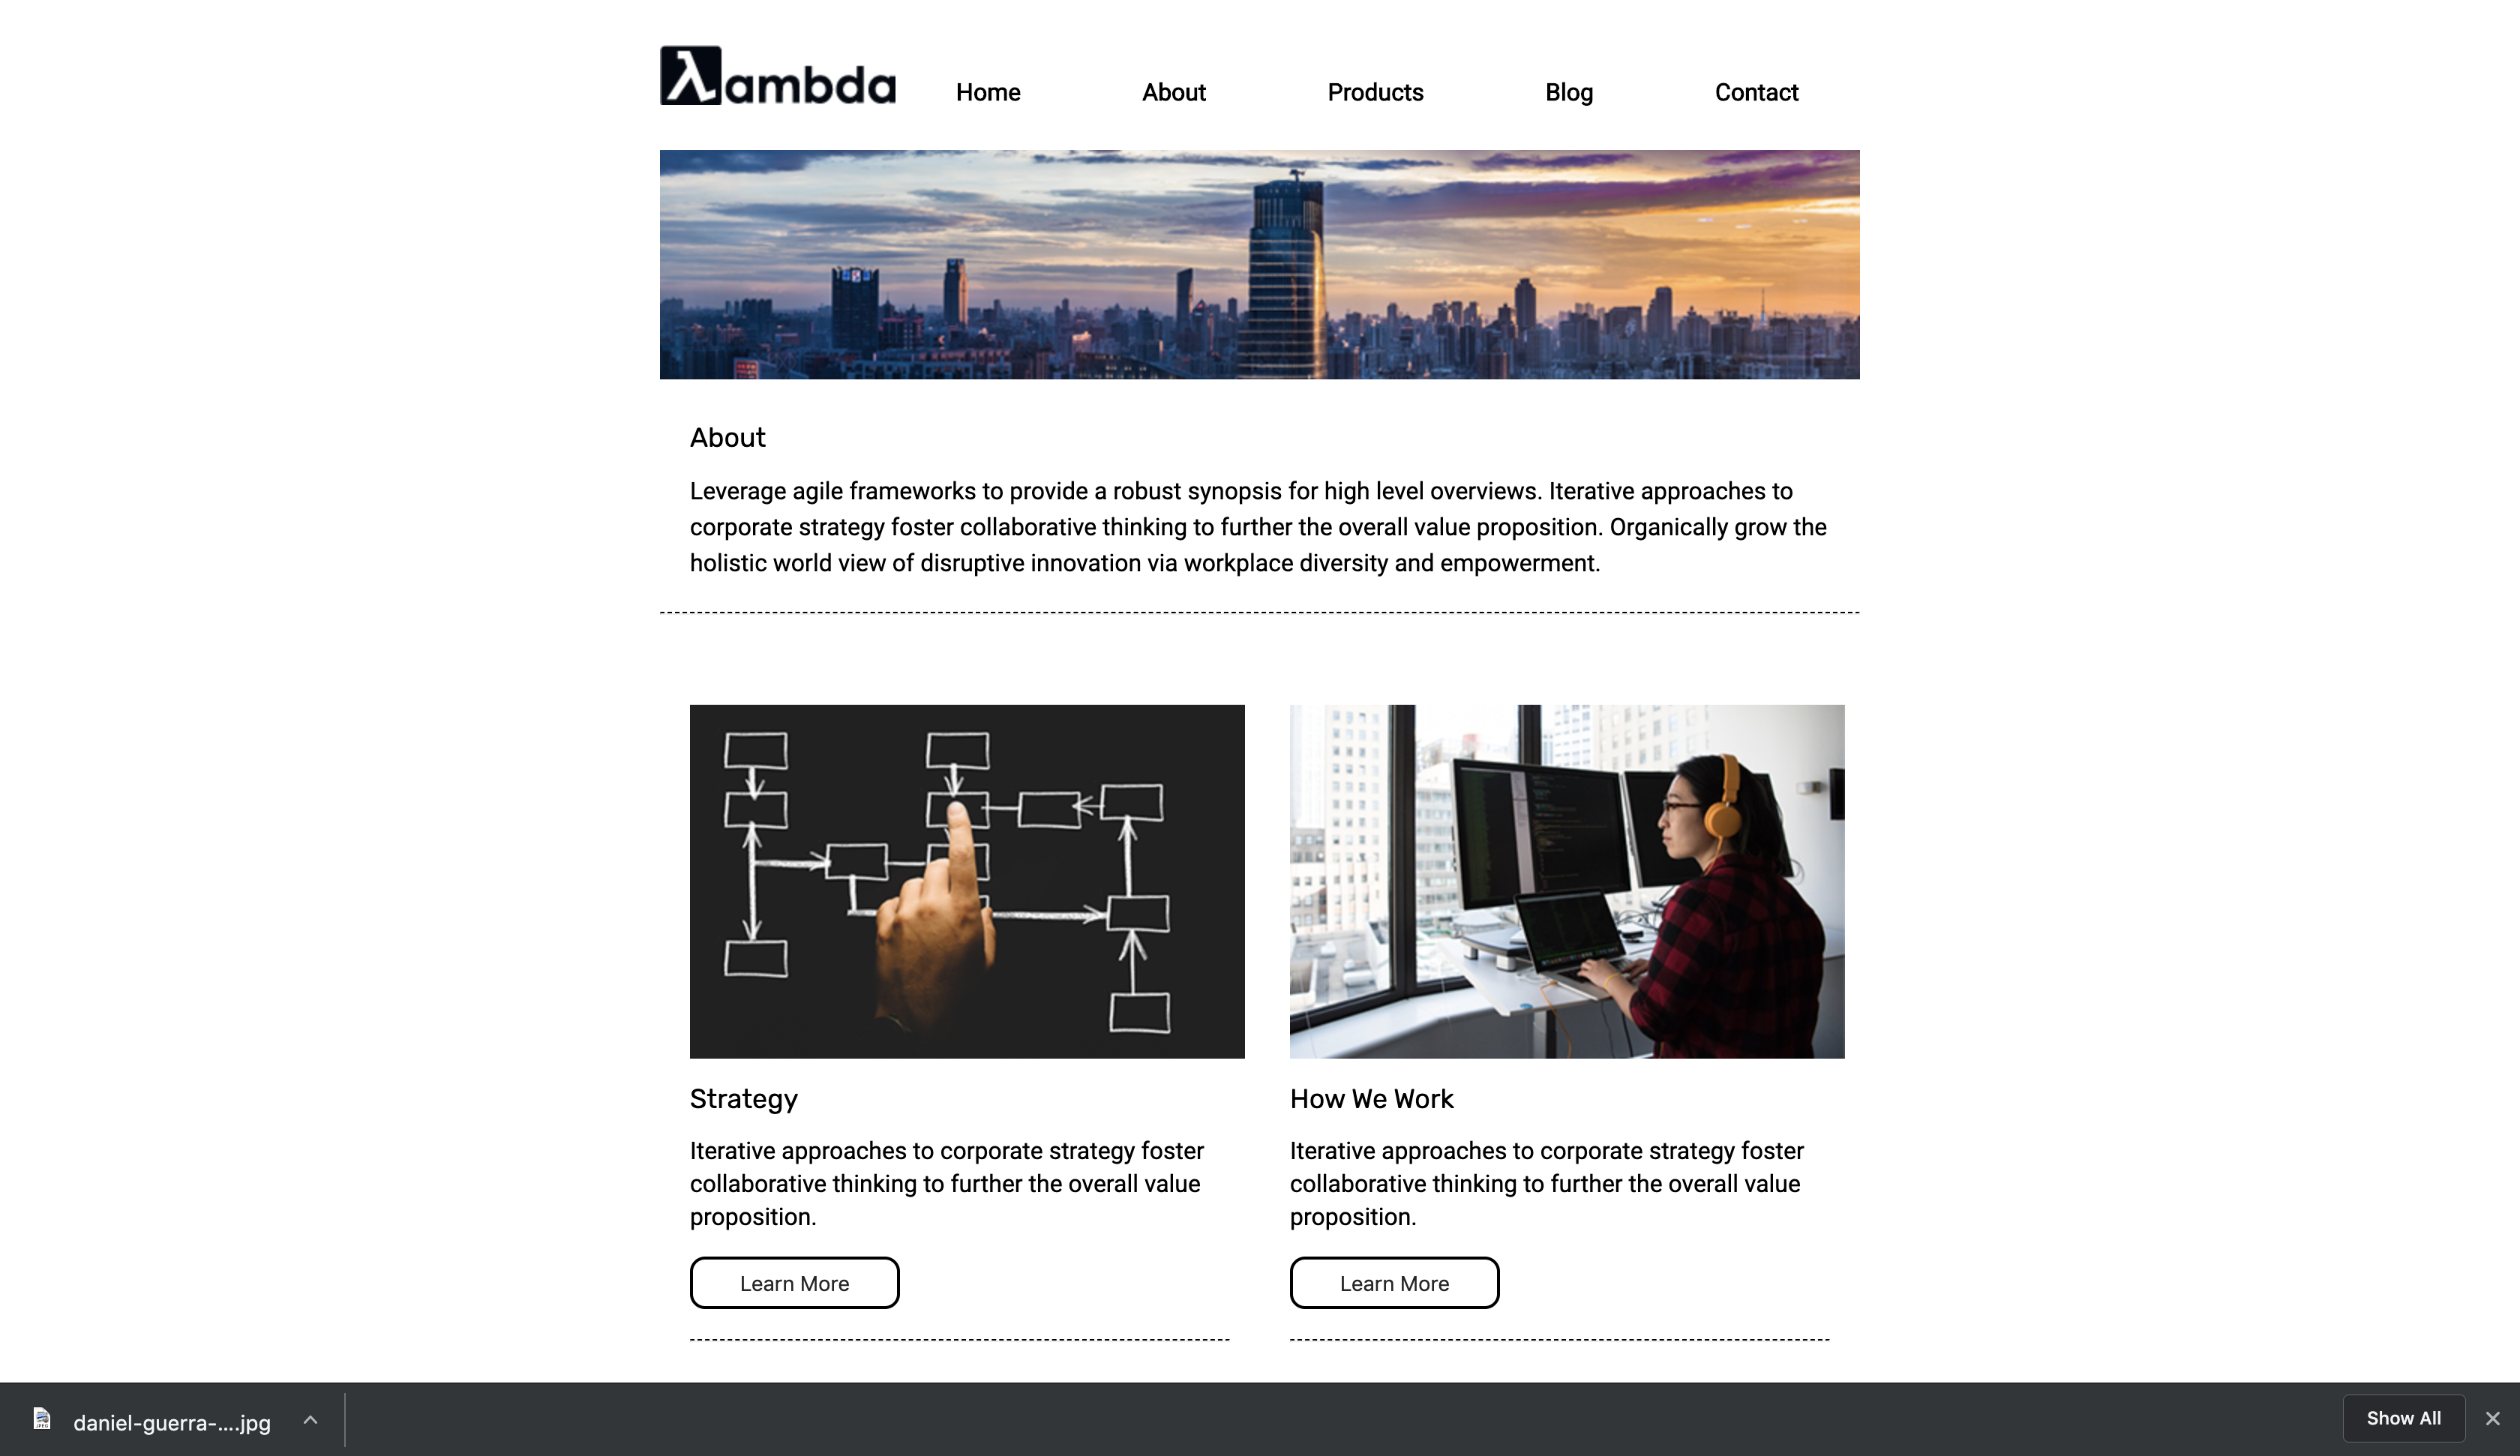 λambda
Home About Products Blog Contact
About
Leverage agile frameworks to provide a robust synopsis for high level overviews. Iterative approaches to
corporate strategy foster collaborative thinking to further the overall value proposition. Organically grow the
holistic world view of disruptive innovation via workplace diversity and empowerment.
Strategy
Iterative approaches to corporate strategy foster
collaborative thinking to further the overall value
proposition.
Learn More
How We Work
Iterative approaches to corporate strategy foster
collaborative thinking to further the overall value
proposition.
Learn More
daniel-guerra-....jpg
Show All